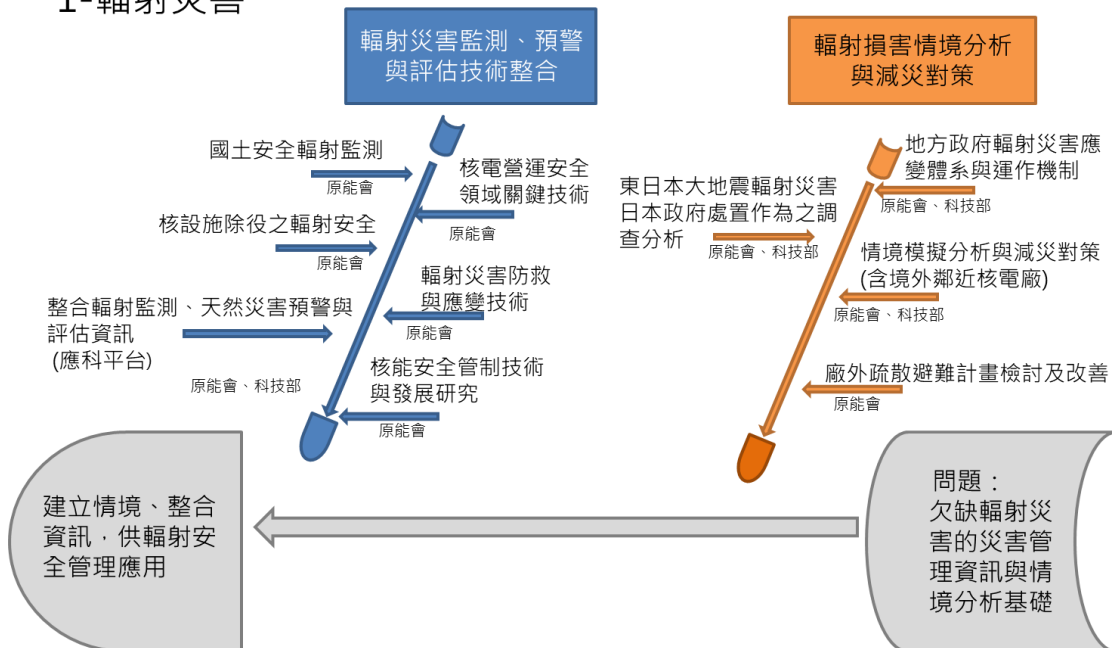 1-輻射災害
輻射災害監測、預警
與評估技術整合
輻射損害情境分析
與減災對策
國土安全輻射監測
原能會
核電營運安全
領域關鍵技術
原能會
核設施除役之輻射安全
原能會
輻射災害防救
與應變技術
原能會
整合輻射監測、天然災害預警與
評估資訊
(應科平台)
原能會、科技部
核能安全管制技術
與發展研究
原能會
地方政府輻射災害應
變體系與運作機制
原能會、科技部
東日本大地震輻射災害
日本政府處置作為之調
查分析
原能會、科技部
情境模擬分析與減災對策
(含境外鄰近核電廠)
原能會、科技部
廠外疏散避難計畫檢討及改善
原能會
建立情境、整合
資訊，供輻射安
全管理應用
問題：
欠缺輻射災
害的災害管
理資訊與情
境分析基礎